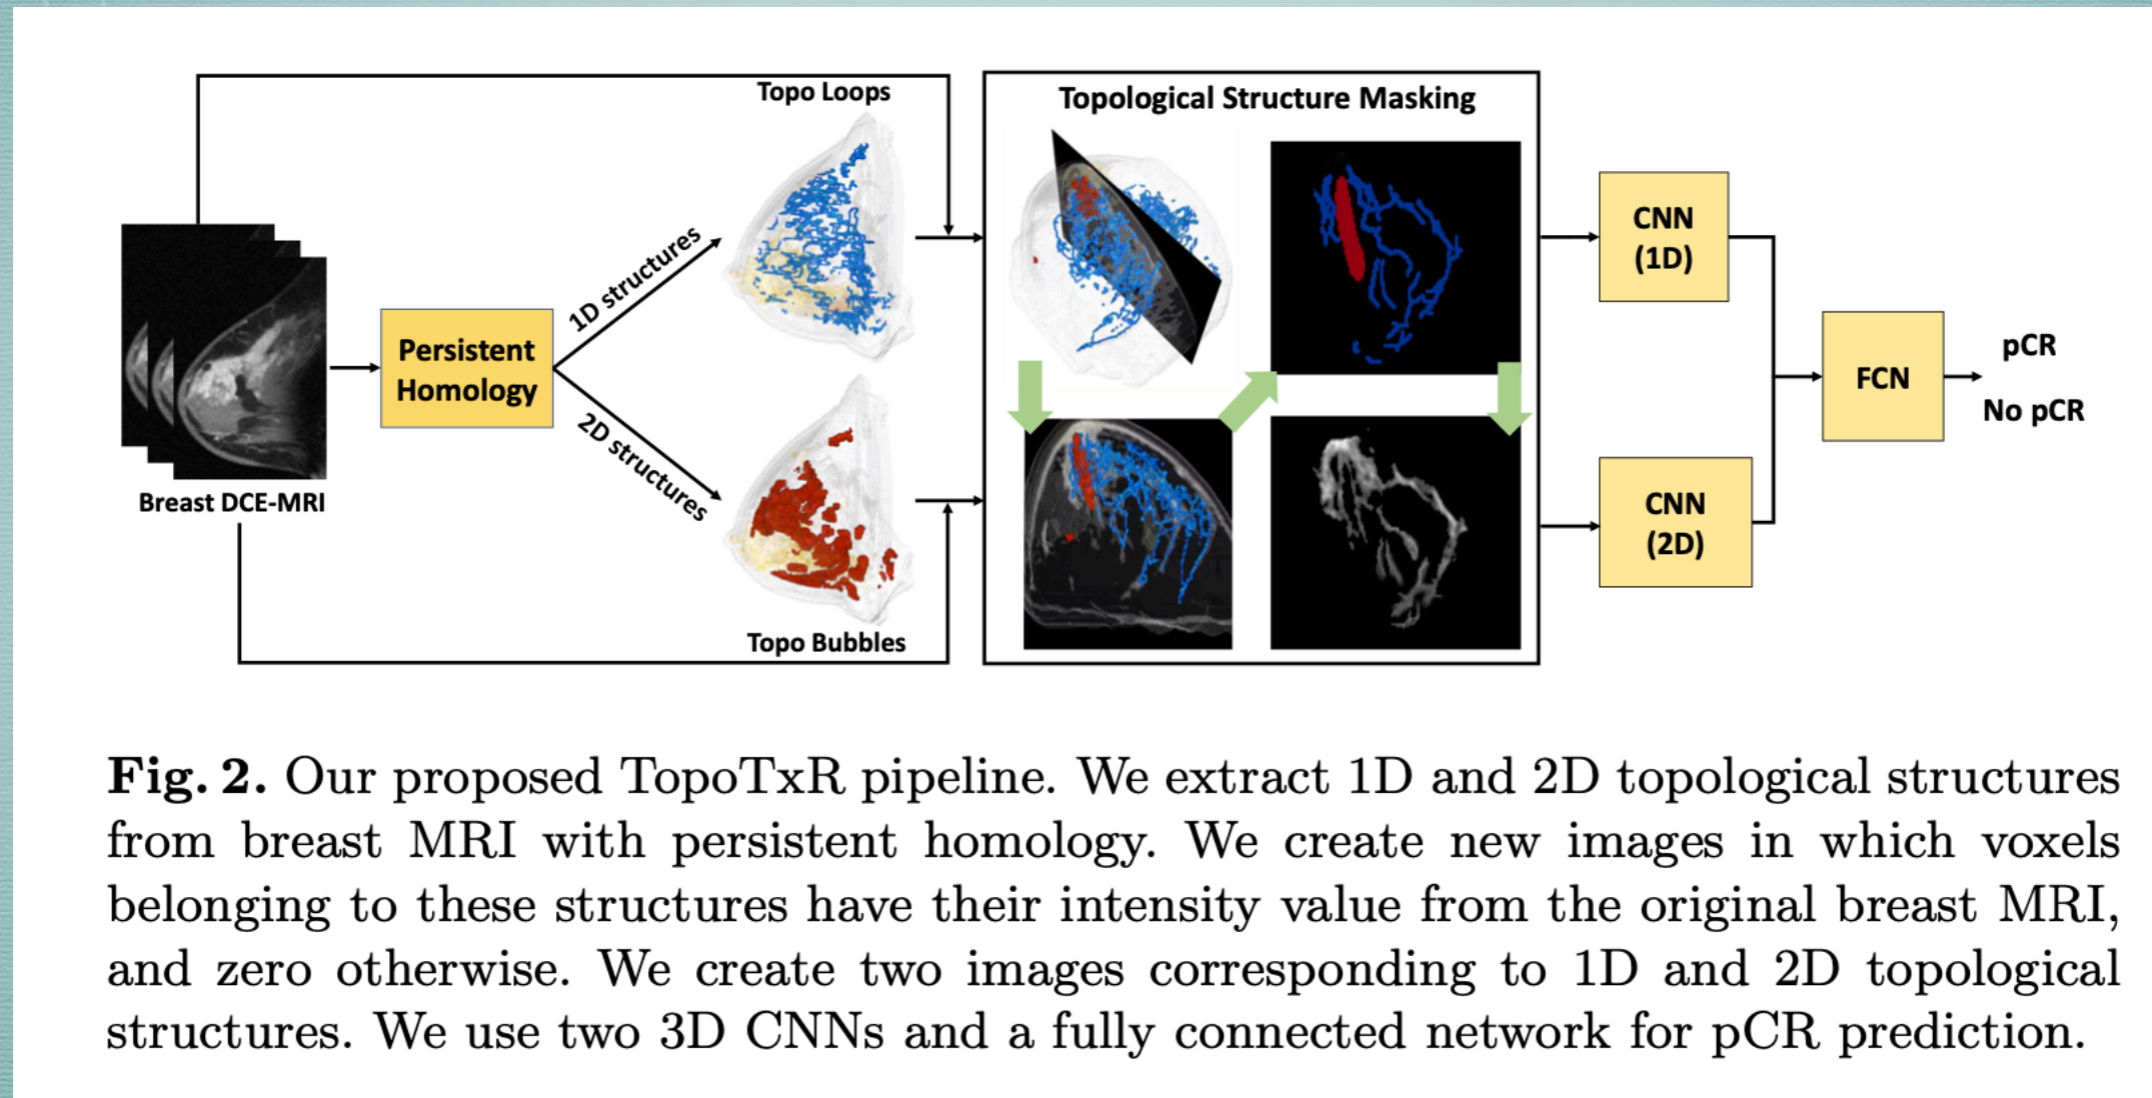 Topo Loops
Topological Structure Masking
1D structures
CNN
(1D)
Persistent
Homology
pCR
FCN
No pCR
2D structures
Breast DCE-MRI
CNN
(2D)
Topo Bubbles
Fig. 2. Our proposed TopoTxR pipeline. We extract 1D and 2D topological structures
from breast MRI with persistent homology. We create new images in which voxels
belonging to these structures have their intensity value from the original breast MRI,
and zero otherwise. We create two images corresponding to 1D and 2D topological
structures. We use two 3D CNNs and a fully connected network for pCR prediction.